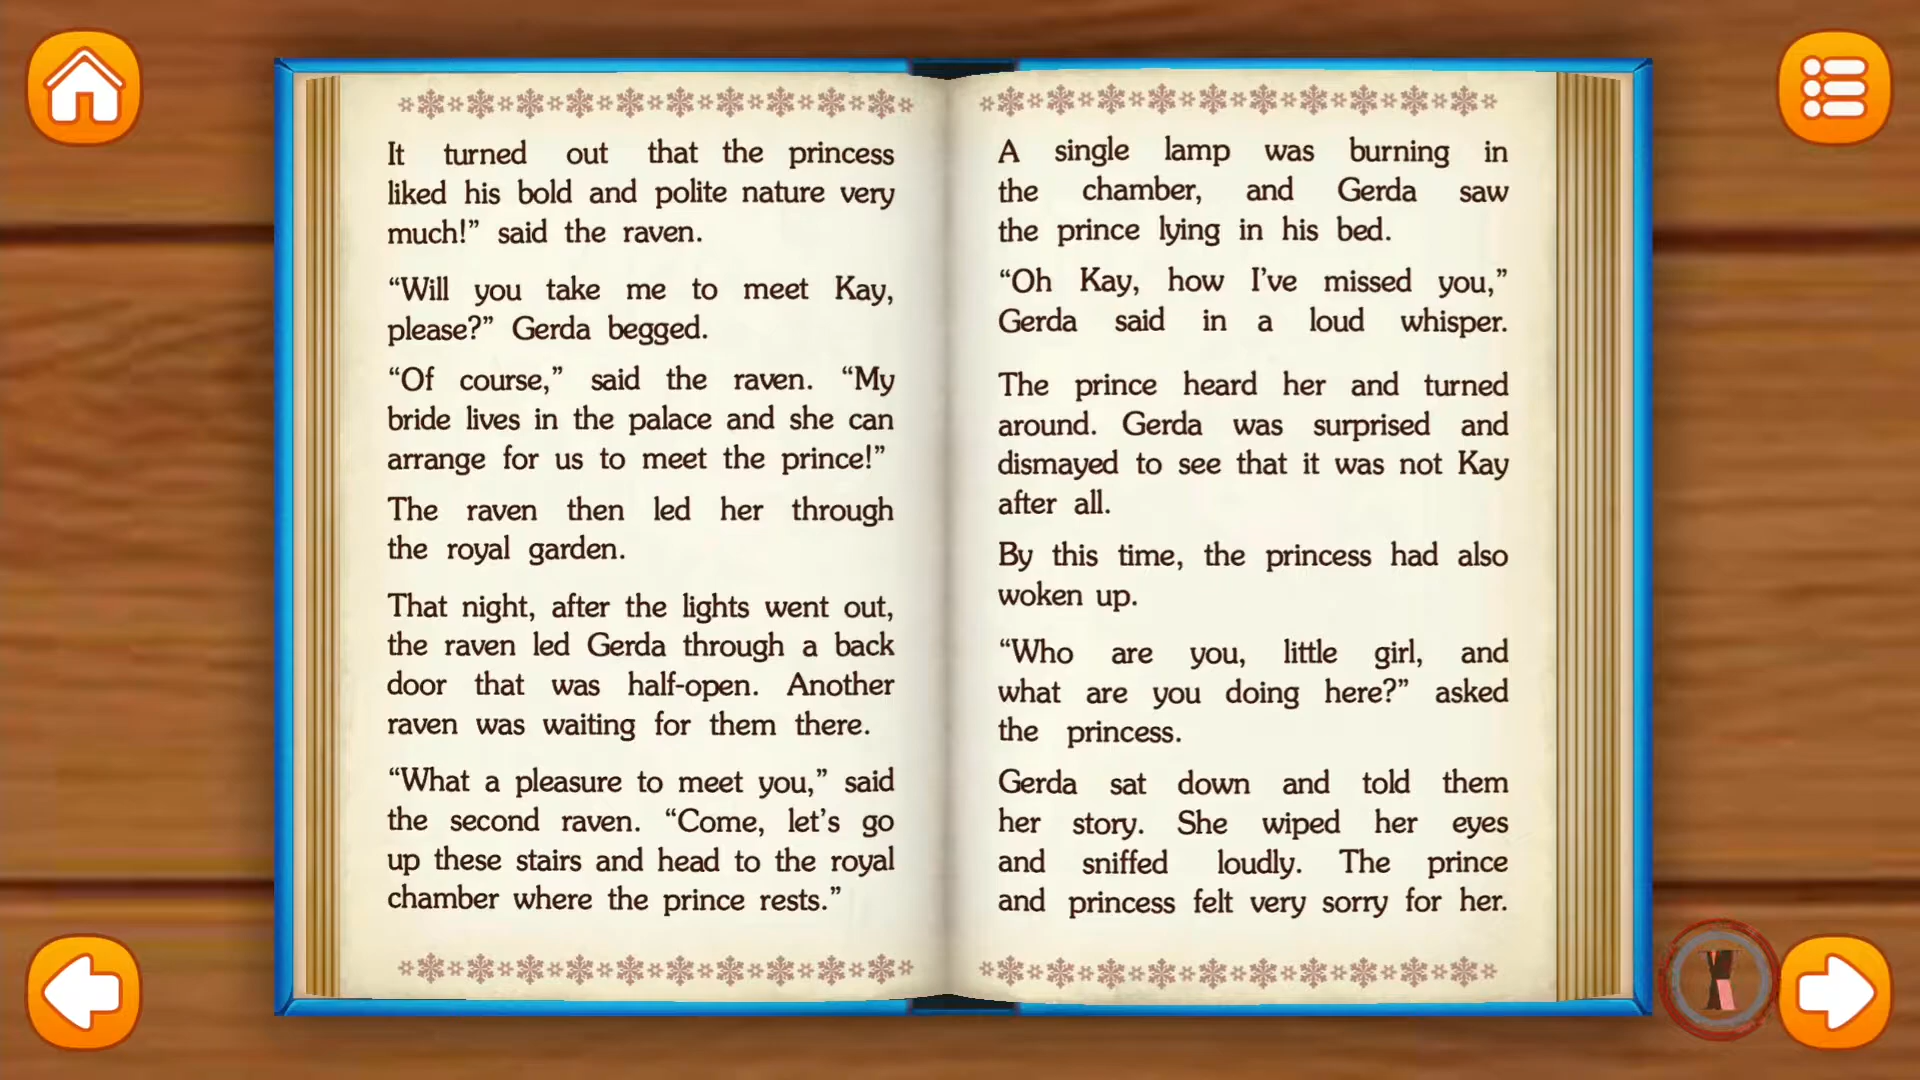 It turned out that the princess
liked his bold and polite nature very
much!” said the raven.
“Will you take me to meet Kay,
please?” Gerda begged.
“Of course,” said the raven. “My
bride lives in the palace and she can
arrange for us to meet the prince!”
The raven then led her through
the royal garden.
That night, after the lights went out,
the raven led Gerda through a back
door that was half-open. Another
raven was waiting for them there.
“What a pleasure to meet you,” said
the second raven. “Come, let’s go
up these stairs and head to the royal
chamber where the prince rests.”
A single lamp was burning in
the chamber, and Gerda saw
the prince lying in his bed.
“Oh Kay, how I’ve missed you,”
Gerda said in a loud whisper.
The prince heard her and turned
around. Gerda was surprised and
dismayed to see that it was not Kay
after all.
By this time, the princess had also
woken up.
“Who are you, little girl, and
what are you doing here?” asked
the princess.
Gerda sat down and told them
her story. She wiped her eyes
and sniffed loudly. The prince
and princess felt very sorry for her.